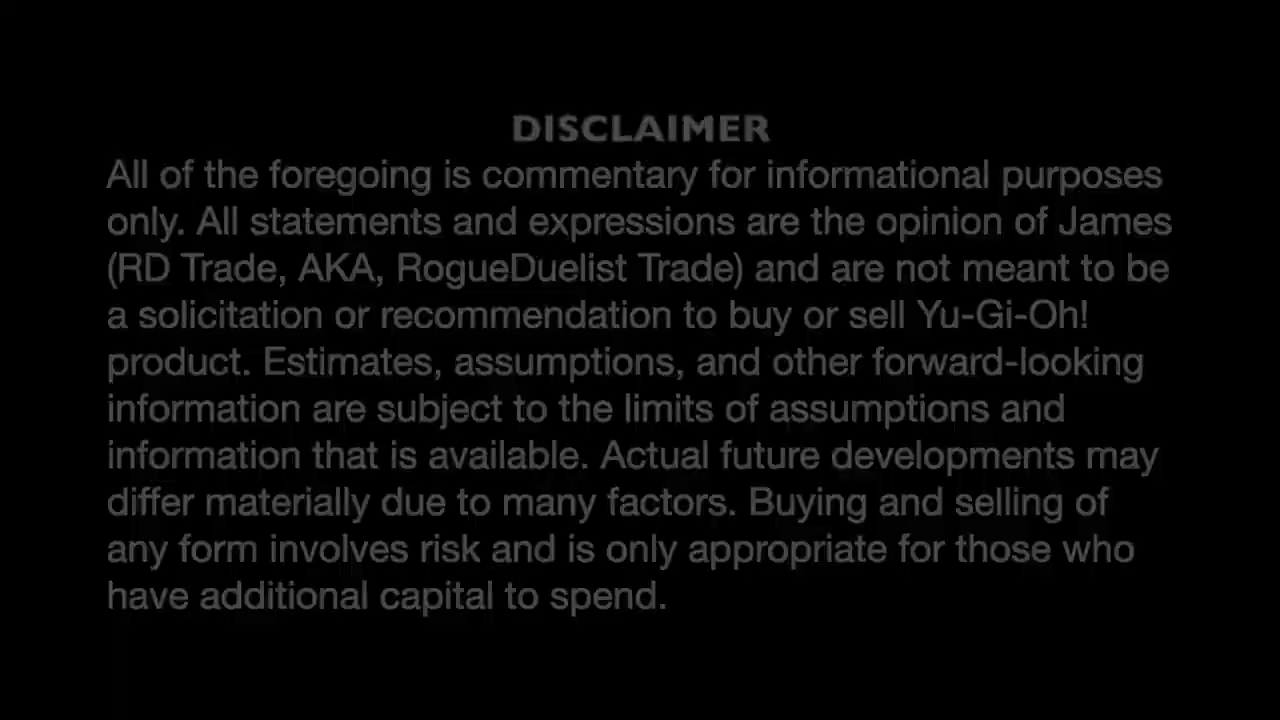 DISCLAIMER
All of the foregoing is commentary for informational purposes
only. All statements and expressions are the opinion of James
(RD Trade, AKA, RogueDuelist Trade) and are not meant to be
a solicitation or recommendation to buy or sell Yu-Gi-Oh!
product. Estimates, assumptions, and other forward-looking
information are subject to the limits of assumptions and
information that is available. Actual future developments may
differ materially due to many factors. Buying and selling of
any form involves risk and is only appropriate for those who
have additional capital to spend.